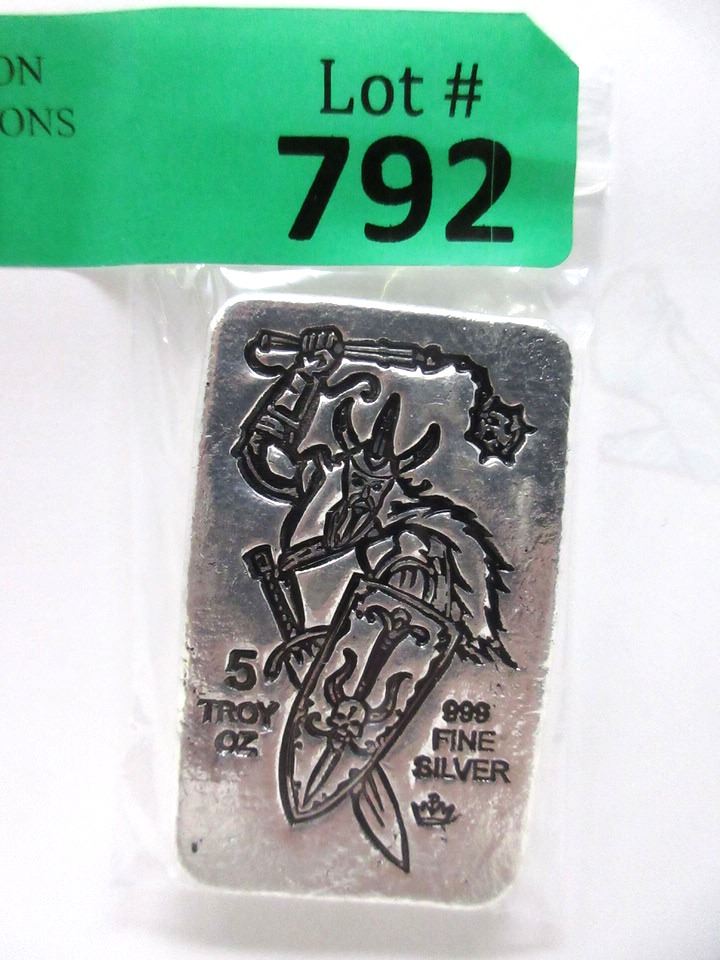 ON
ONS
Lot #
792
5
TROY
OZ
999
FINE
SILVER
B